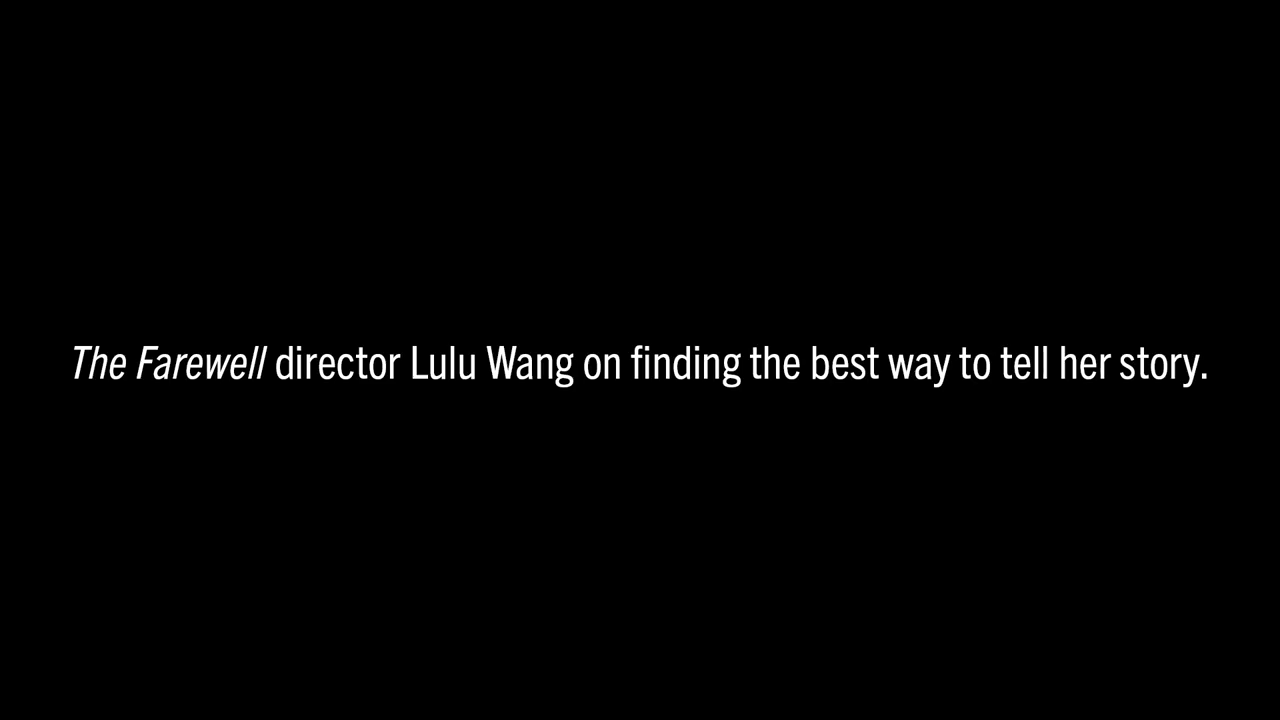 The Farewell director Lulu Wang on finding the best way to tell her story.